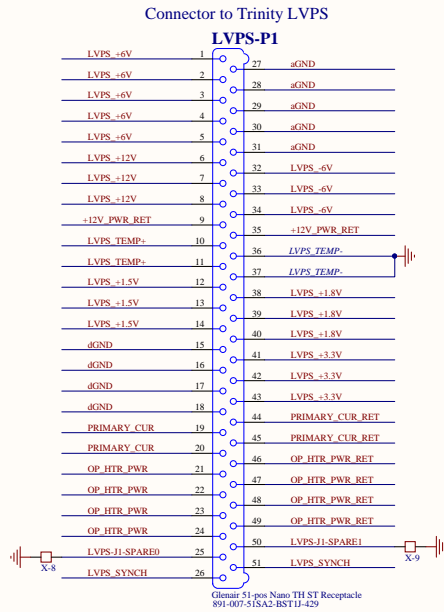 Connector to Trinity LVPS
LVPS-P1
LVPS_+6V 1
27 aGND
LVPS_+6V 2
28 aGND
LVPS_+6V 3
29 aGND
LVPS_+6V 4
30 aGND
LVPS_+6V 5
31 aGND
LVPS_+12V 6
32 LVPS_-6V
LVPS_+12V 7
33 LVPS_-6V
LVPS_+12V 8
34 LVPS_-6V
+12V_PWR_RET 9
35 +12V_PWR_RET
LVPS_TEMP+ 10
36 LVPS_TEMP-
LVPS_TEMP+ 11
37 LVPS_TEMP-
LVPS_+1.5V 12
38 LVPS_+1.8V
LVPS_+1.5V 13
39 LVPS_+1.8V
LVPS_+1.5V 14
40 LVPS_+1.8V
dGND 15
41 LVPS_+3.3V
dGND 16
42 LVPS_+3.3V
dGND 17
43 LVPS_+3.3V
dGND 18
44 PRIMARY_CUR_RET
PRIMARY_CUR 19
45 PRIMARY_CUR_RET
PRIMARY_CUR 20
46 OP_HTR_PWR_RET
OP_HTR_PWR 21
47 OP_HTR_PWR_RET
OP_HTR_PWR 22
48 OP_HTR_PWR_RET
OP_HTR_PWR 23
49 OP_HTR_PWR_RET
OP_HTR_PWR 24
50 LVPS-J1-SPARE1
X-9
LVPS-J1-SPARE0 25
X-8
51 LVPS_SYNCH
LVPS_SYNCH 26
Glenair 51-pos Nano TH ST Receptacle
891-007-51SA2-BST1J-429